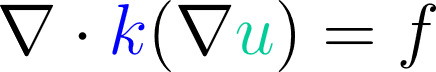 ∇ · k(∇u) = f